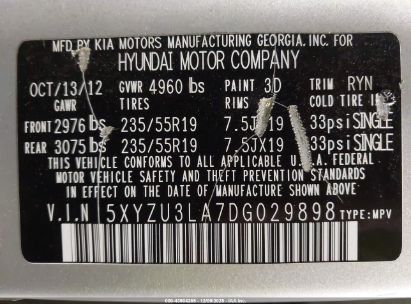 MFD BY KIA MOTORS MANUFACTURING GEORGIA, INC. FOR
HYUNDAI MOTOR COMPANY
OCT/13/12 GVWR 4960 lbs PAINT 3D TRIM RYN
GAWR TIRES RIMS COLD TIRE
FRONT 2976 lbs 235/55R19 7.5JX19 33psi SINGLE
REAR 3075 lbs 235/55R19 7.5JX19 33psi SINGLE
THIS VEHICLE CONFORMS TO ALL APPLICABLE U.S.A. FEDERAL
MOTOR VEHICLE SAFETY AND THEFT PREVENTION STANDARDS
IN EFFECT ON THE DATE OF MANUFACTURE SHOWN ABOVE.
V.I.N 5XYZU3LA7DG029898 TYPE: MPV